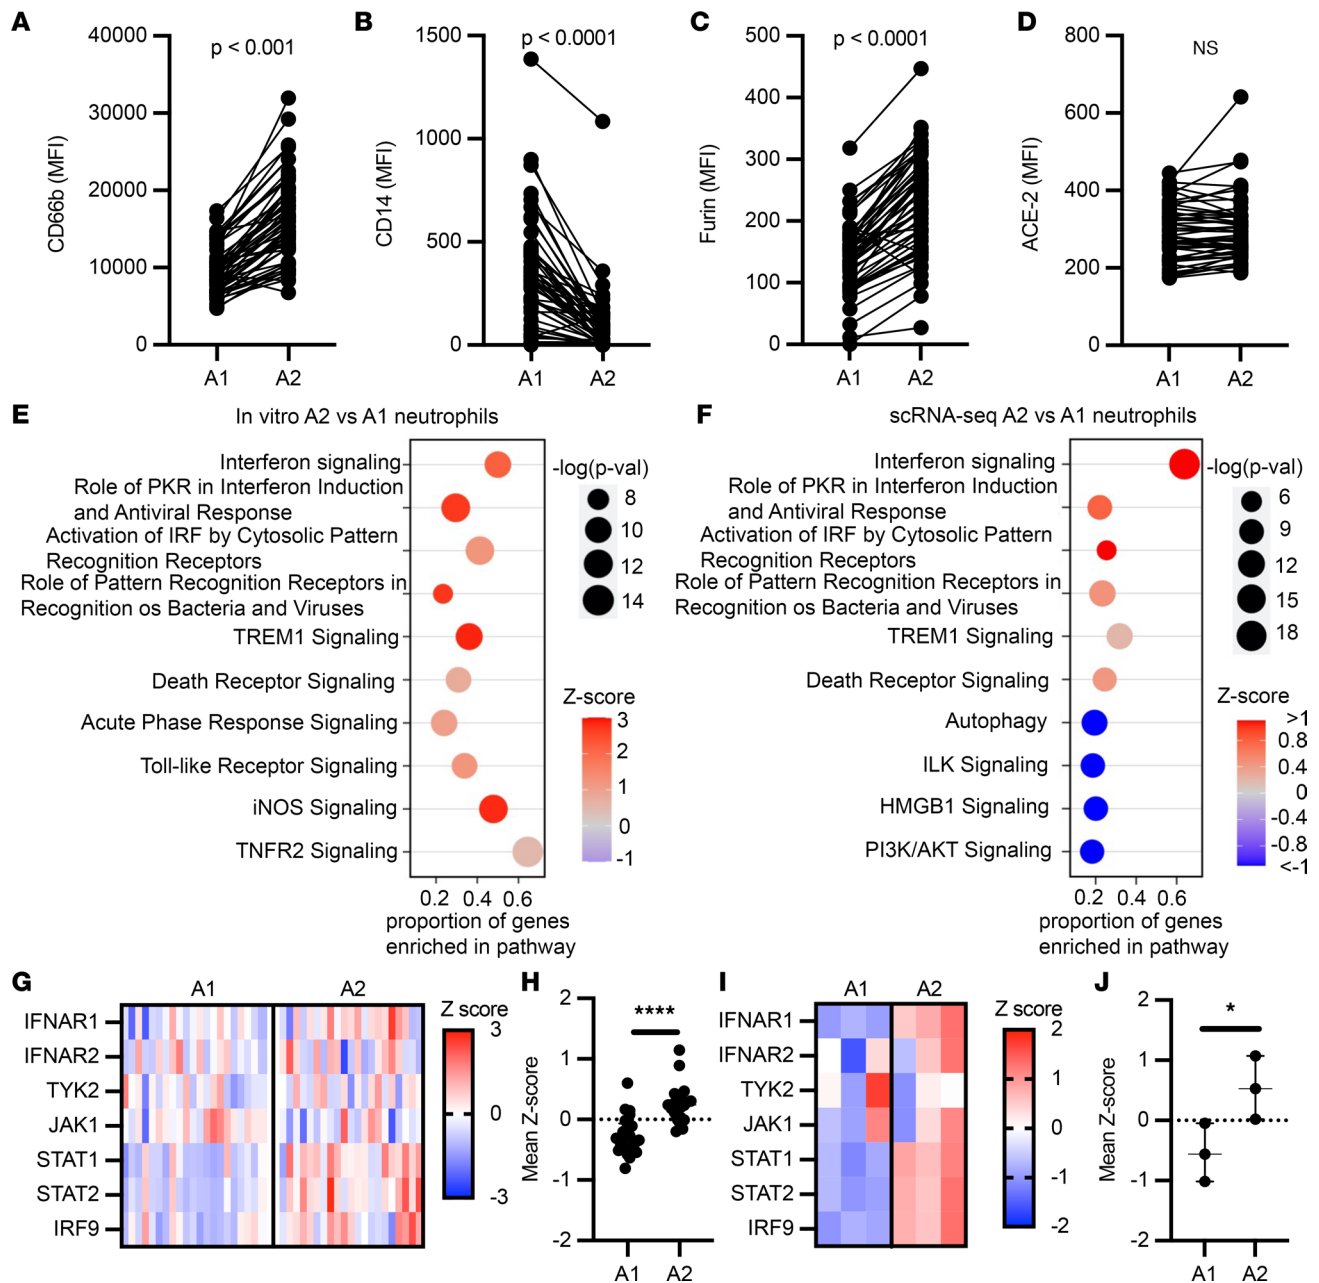 A
B
C
D
p < 0.001
p < 0.0001
p < 0.0001
NS
CD66b (MFI)
40000
30000
20000
10000
0
A1 A2
CD14 (MFI)
1500
1000
500
0
A1 A2
Furin (MFI)
500
400
300
200
100
0
A1 A2
ACE-2 (MFI)
800
600
400
200
0
A1 A2
E
In vitro A2 vs A1 neutrophils
Interferon signaling
Role of PKR in Interferon Induction
and Antiviral Response
Activation of IRF by Cytosolic Pattern
Recognition Receptors
Role of Pattern Recognition Receptors in
Recognition os Bacteria and Viruses
TREM1 Signaling
Death Receptor Signaling
Acute Phase Response Signaling
Toll-like Receptor Signaling
iNOS Signaling
TNFR2 Signaling
0.2 0.4 0.6
proportion of genes
enriched in pathway
-log(p-val)
8
10
12
14
Z-score
3
2
1
0
-1
F
scRNA-seq A2 vs A1 neutrophils
Interferon signaling
Role of PKR in Interferon Induction
and Antiviral Response
Activation of IRF by Cytosolic Pattern
Recognition Receptors
Role of Pattern Recognition Receptors in
Recognition os Bacteria and Viruses
TREM1 Signaling
Death Receptor Signaling
Autophagy
ILK Signaling
HMGB1 Signaling
PI3K/AKT Signaling
0.2 0.4 0.6
proportion of genes
enriched in pathway
-log(p-val)
6
9
12
15
18
Z-score
>1
0.8
0.4
0
-0.4
-0.8
<-1
G
A1 A2
IFNAR1
IFNAR2
TYK2
JAK1
STAT1
STAT2
IRF9
Z score
3
0
-3
H
Mean Z-score
2
1
0
-1
-2
****
A1 A2
I
A1 A2
IFNAR1
IFNAR2
TYK2
JAK1
STAT1
STAT2
IRF9
Z score
2
1
0
-1
-2
J
Mean Z-score
2
1
0
-1
-2
*
A1 A2